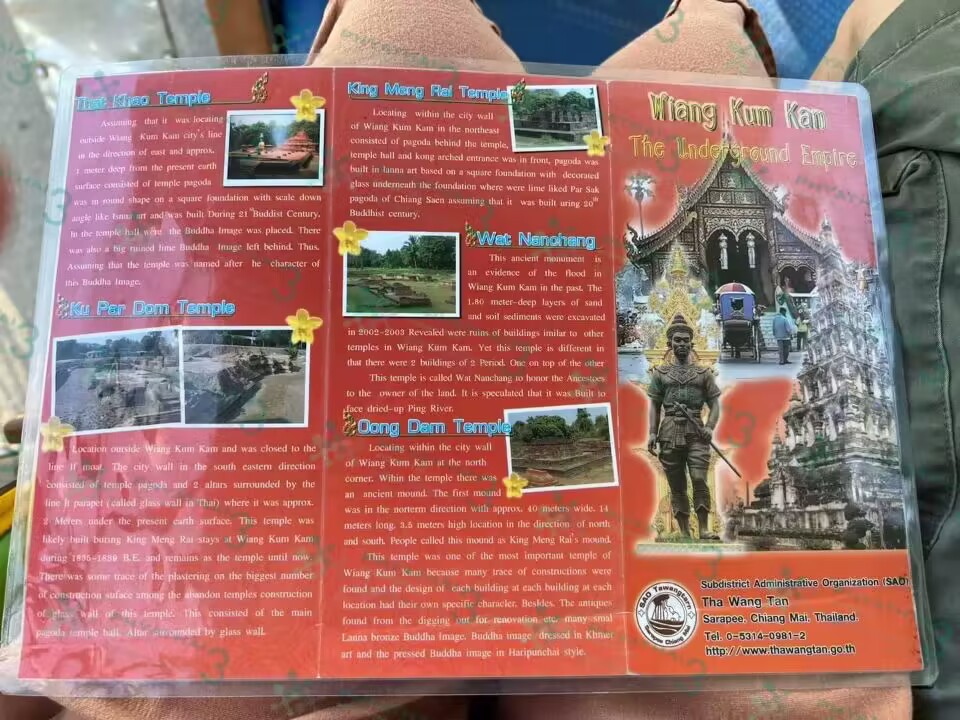 That Khao Temple
Assuming that it was locating
outside Wiang Kum Kam city's line
in the direction of east and approx.
1 meter deep from the present earth
surface consisted of temple pagoda
was in round shape on a square foundation with scale down
angle like Isnu art and was built During 21 Buddist Century.
In the temple hall were the Buddha Image was placed. There
was also a big ruined lime Buddha Image left behind. Thus,
Assuming that the temple was named after he character of
this Buddha Image.
Ku Par Dom Temple
Location outside Wiang Kum Kam and was closed to the
line II moat. The city wall in the south eastern direction
consisted of temple pagoda and 2 altars surrounded by the
line II parapet (called glass wall in Thai) where it was approx.
2 Meters under the present earth surface. This temple was
likely built buring King Meng Rai stays at Wiang Kum Kam
during 1835-1839 B.E. and remains as the temple until now.
There was some trace of the plastering on the biggest number
of construction suface among the abandon temples construction
of glass wall of this temple. This consisted of the main
pagoda temple hall. Altar surrounded by glass wall.
King Meng Rai Temple
Locating within the city wall
of Wiang Kum Kam in the northeast
consisted of pagoda behind the temple,
temple hall and kong arched entrance was in front, pagoda was
built in lanna art based on a square foundation with decorated
glass underneath the foundation where were lime liked Par Sak
pagoda of Chiang Saen assuming that it was built uring 20th
Buddhist century.
Wat Nanchang
This ancient monument is
an evidence of the flood in
Wiang Kum Kam in the past. The
1.80 meter-deep layers of sand
and soil sediments were excavated
in 2002-2003 Revealed were ruins of buildings imilar to other
temples in Wiang Kum Kam. Yet this temple is different in
that there were 2 buildings of 2 Period. One on top of the other
This temple is called Wat Nanchang to honor the Ancestoes
to the owner of the land. It is speculated that it was Built to
face dried-up Ping River.
Oong Dam Temple
Locating within the city wall
of Wiang Kum Kam at the north
corner. Wihin the temple there was
an ancient mound. The first mound
was in the norterm direction with approx. 40 meters wide. 14
meters long. 3.5 meters high location in the direction of north
and south. People called this mound as King Meng Rai's mound.
This temple was one of the most important temple of
Wiang Kum Kam because many trace of constructions were
found and the design of each building at each building at each
location had their own specific character. Besides. The antiques
found from the digging out for renovation etc. many smal
Lanna bronze Buddha Image. Buddha image dressed in Khmer
art and the pressed Buddha image in Haripunchai style.
Wiang Kum Kan
The Underground Empire
SAO Tawangtarn
Sarapee Chiang Mai
Subdistrict Administrative Organization (SAO)
Tha Wang Tan
Sarapee. Chiang Mai. Thailand.
Tel. 0-5314-0981-2
http://www.thawangtan.go.th